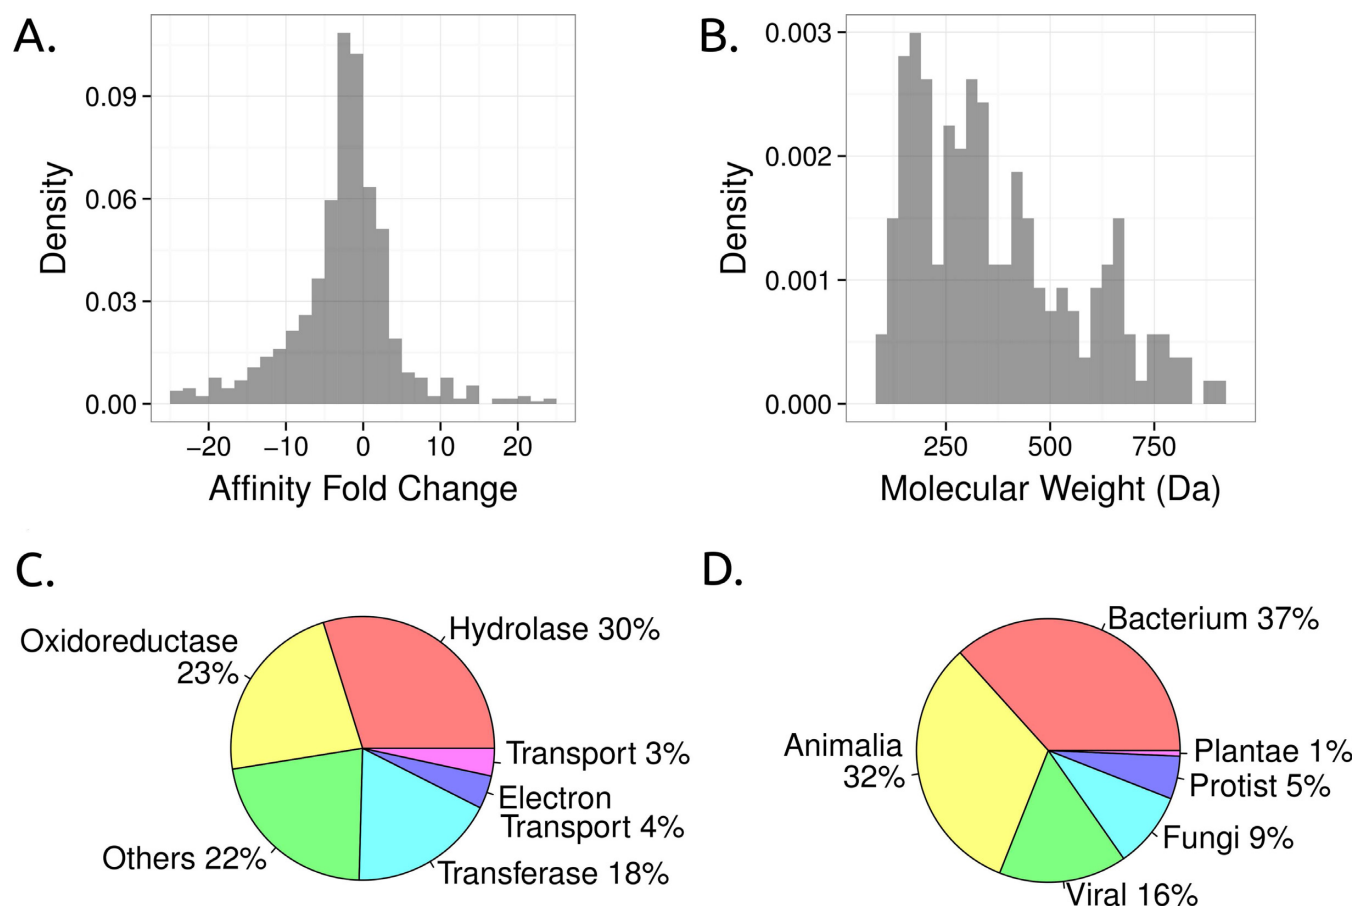 A.
Density
0.09
0.06
0.03
0.00
−20 −10 0 10 20
Affinity Fold Change
B.
Density
0.003
0.002
0.001
0.000
250 500 750
Molecular Weight (Da)
C.
Oxidoreductase
23%
Hydrolase 30%
Transport 3%
Electron
Transport 4%
Others 22%
Transferase 18%
D.
Bacterium 37%
Animalia
32%
Plantae 1%
Protist 5%
Fungi 9%
Viral 16%